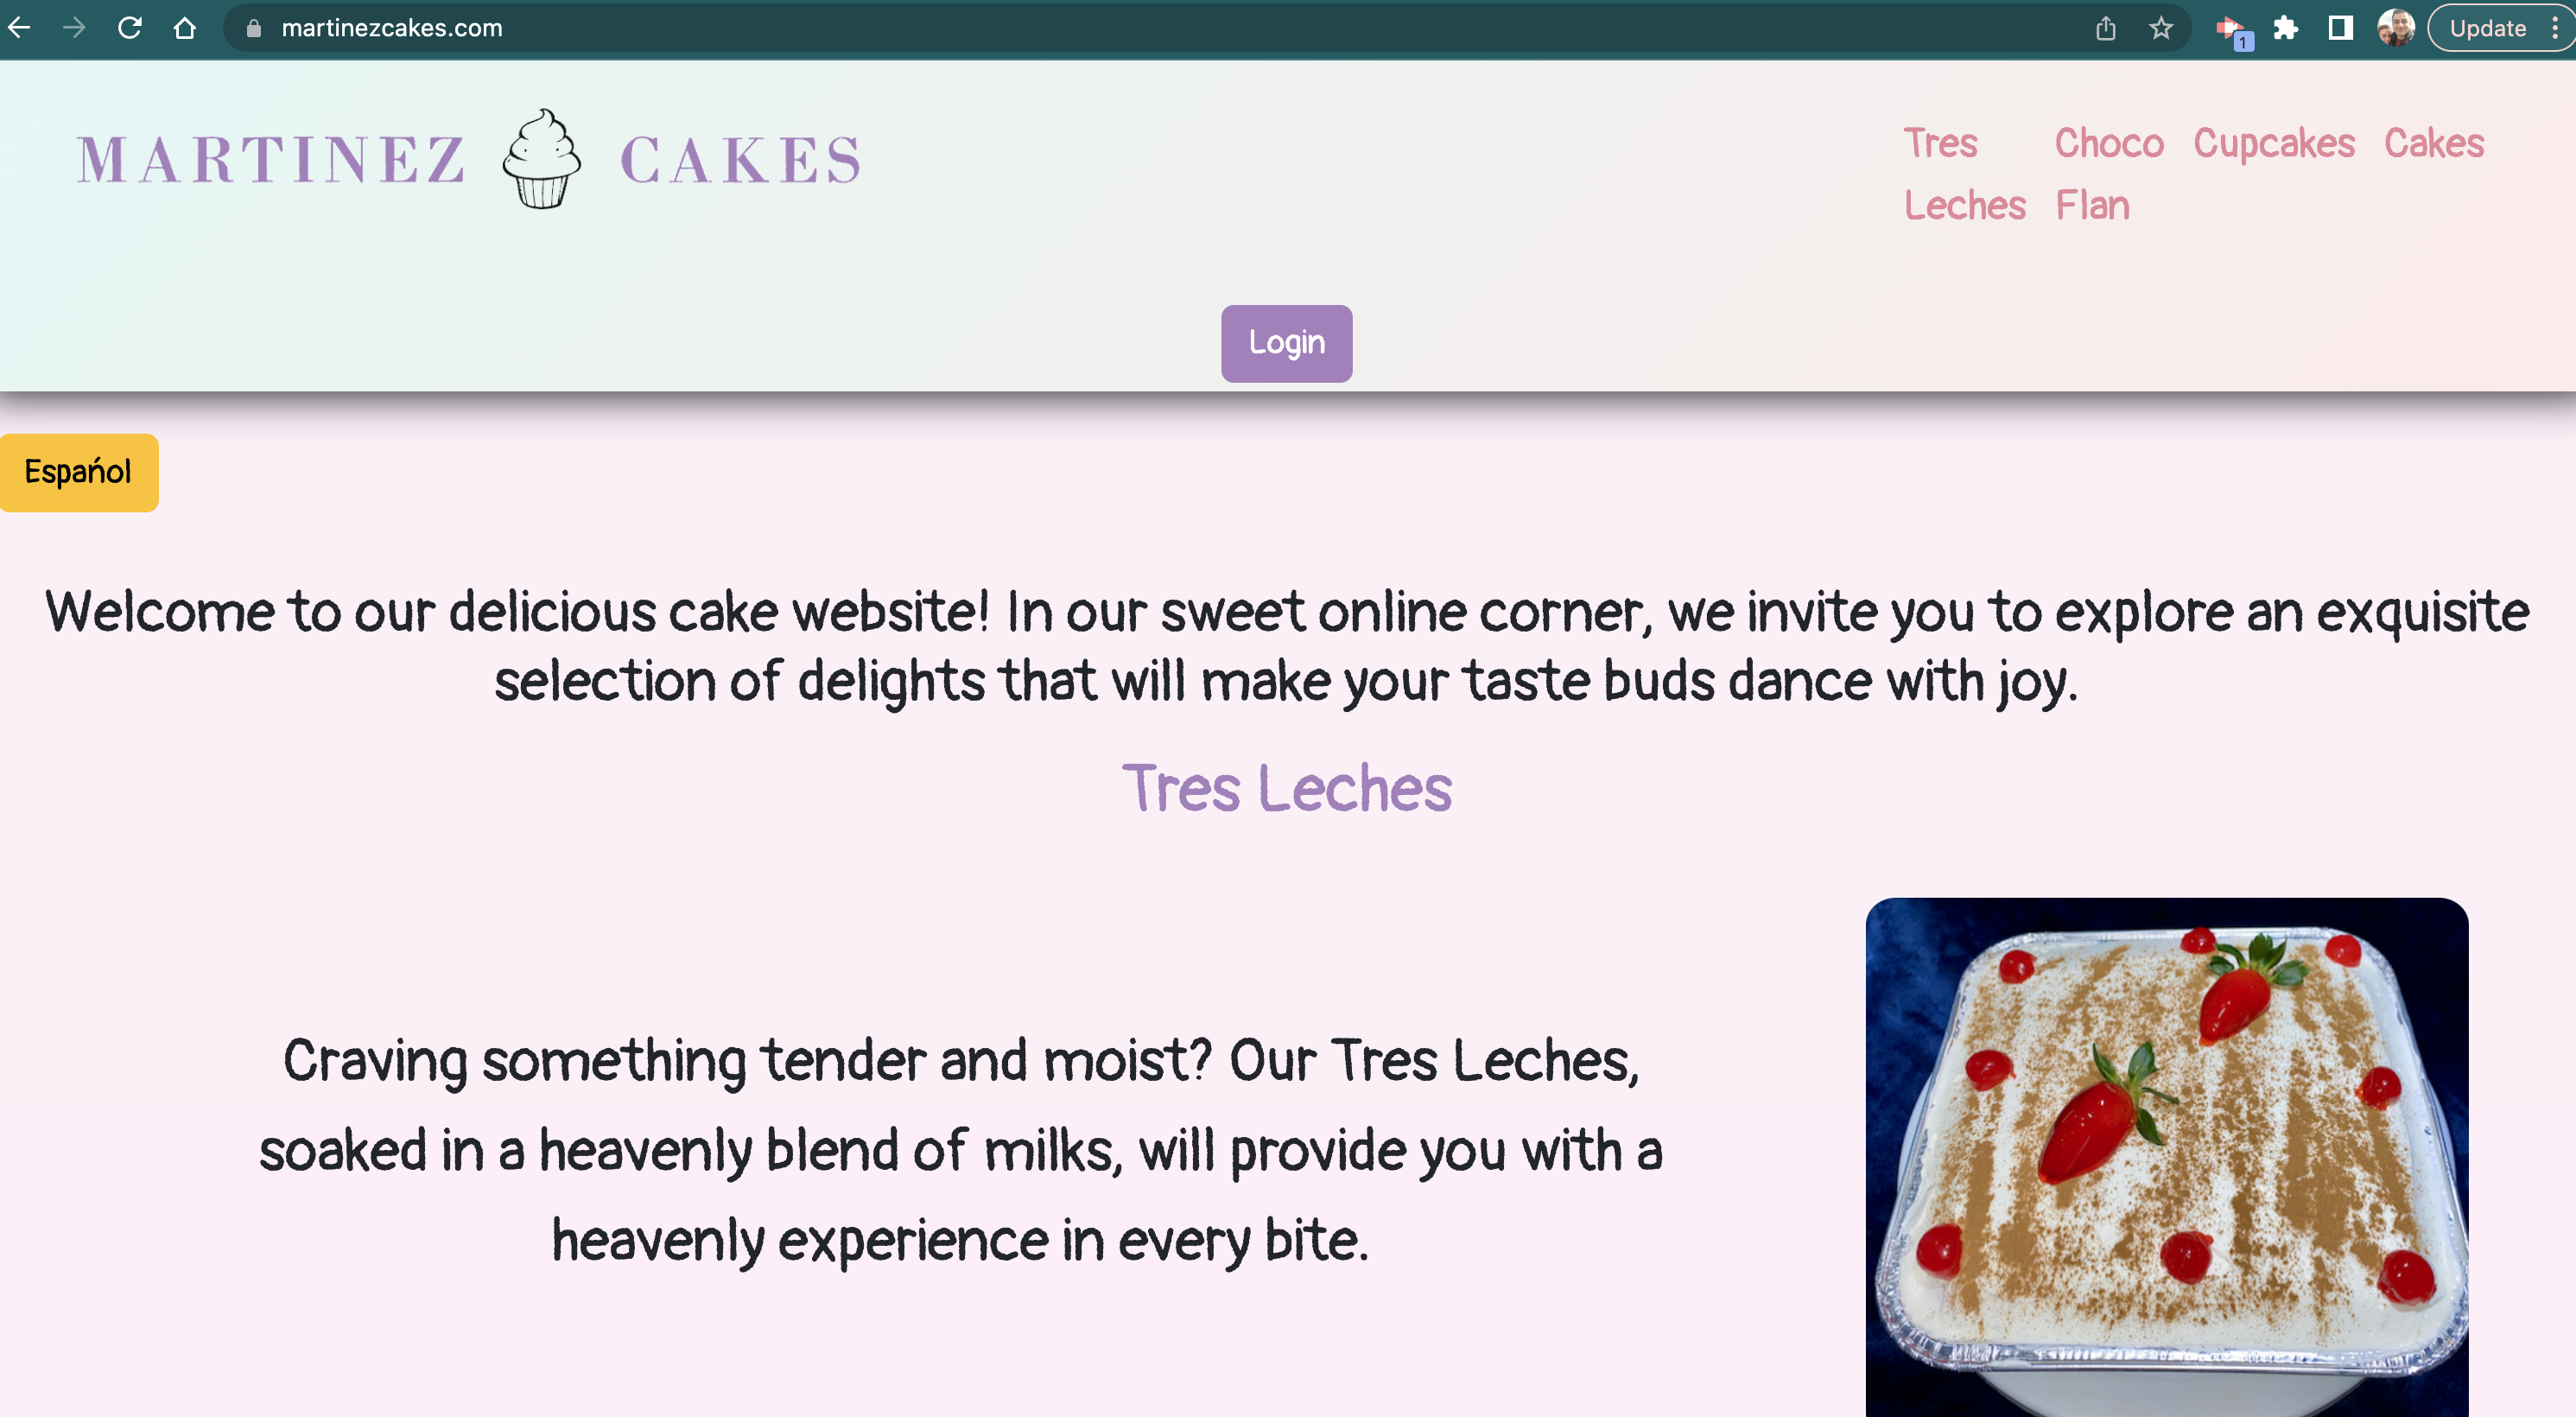 martinezcakes.com
1
Update
MARTINEZ CAKES
Tres Choco Cupcakes Cakes
Leches Flan
Login
Espańol
Welcome to our delicious cake website! In our sweet online corner, we invite you to explore an exquisite
selection of delights that will make your taste buds dance with joy.
Tres Leches
Craving something tender and moist? Our Tres Leches,
soaked in a heavenly blend of milks, will provide you with a
heavenly experience in every bite.